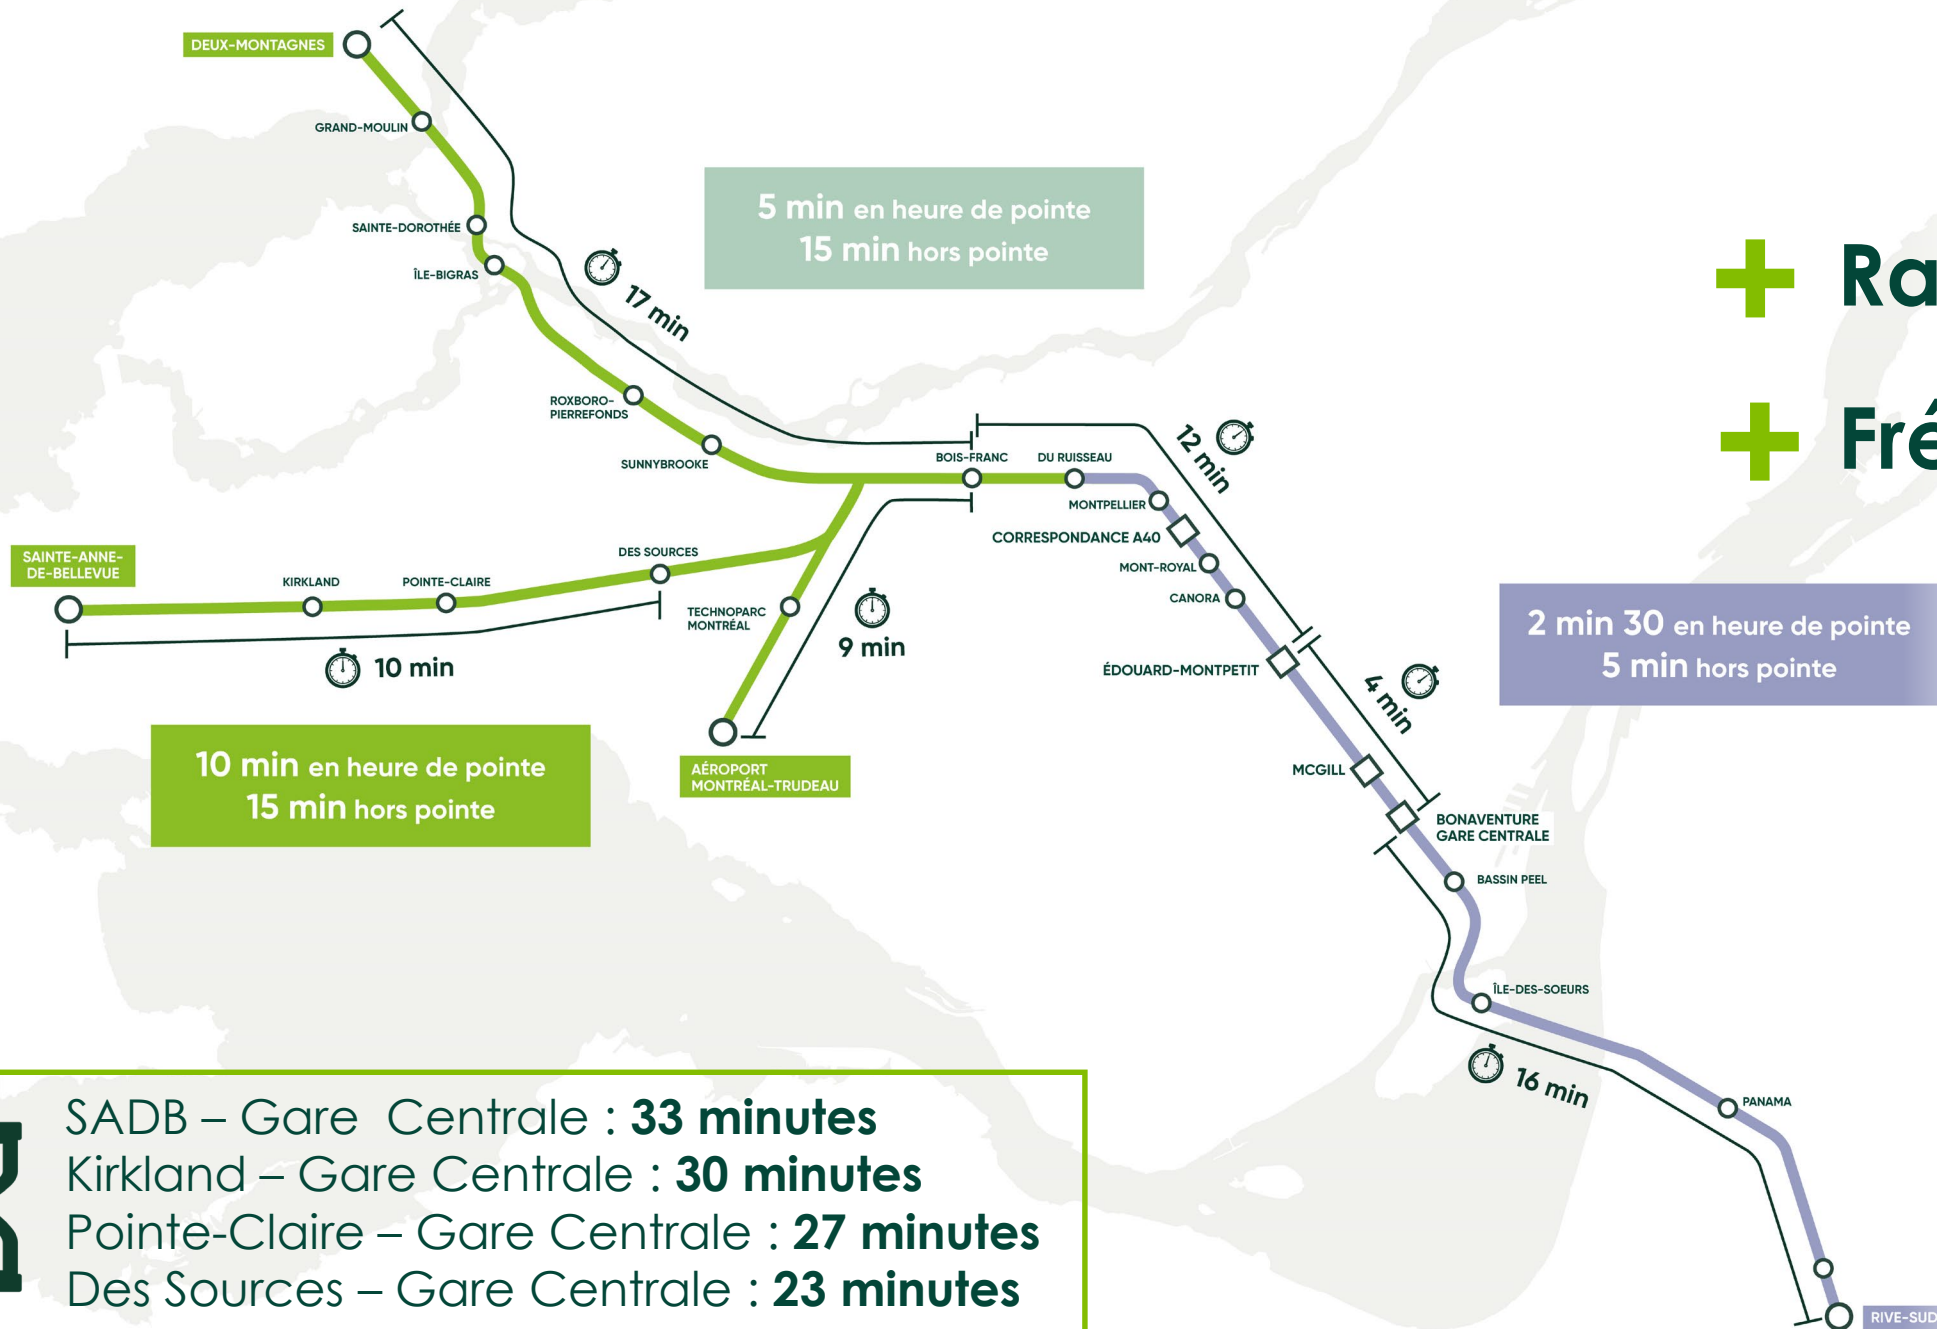 DEUX-MONTAGNES
GRAND-MOULIN
SAINTE-DOROTHÉE
ÎLE-BIGRAS
17 min
5 min en heure de pointe
15 min hors pointe
ROXBORO-
PIERREFONDS
SUNNYBROOKE
BOIS-FRANC
DU RUISSEAU
12 min
MONTPELLIER
CORRESPONDANCE A40
MONT-ROYAL
CANORA
ÉDOUARD-MONTPETIT
4 min
MCGILL
BONAVENTURE
GARE CENTRALE
BASSIN PEEL
ÎLE-DES-SOEURS
16 min
PANAMA
RIVE-SUD
2 min 30 en heure de pointe
5 min hors pointe
SAINTE-ANNE-
DE-BELLEVUE
KIRKLAND
POINTE-CLAIRE
DES SOURCES
10 min
TECHNOPARC
MONTRÉAL
9 min
AÉROPORT
MONTRÉAL-TRUDEAU
10 min en heure de pointe
15 min hors pointe
+ Ra
+ Fré
SADB – Gare Centrale : 33 minutes
Kirkland – Gare Centrale : 30 minutes
Pointe-Claire – Gare Centrale : 27 minutes
Des Sources – Gare Centrale : 23 minutes